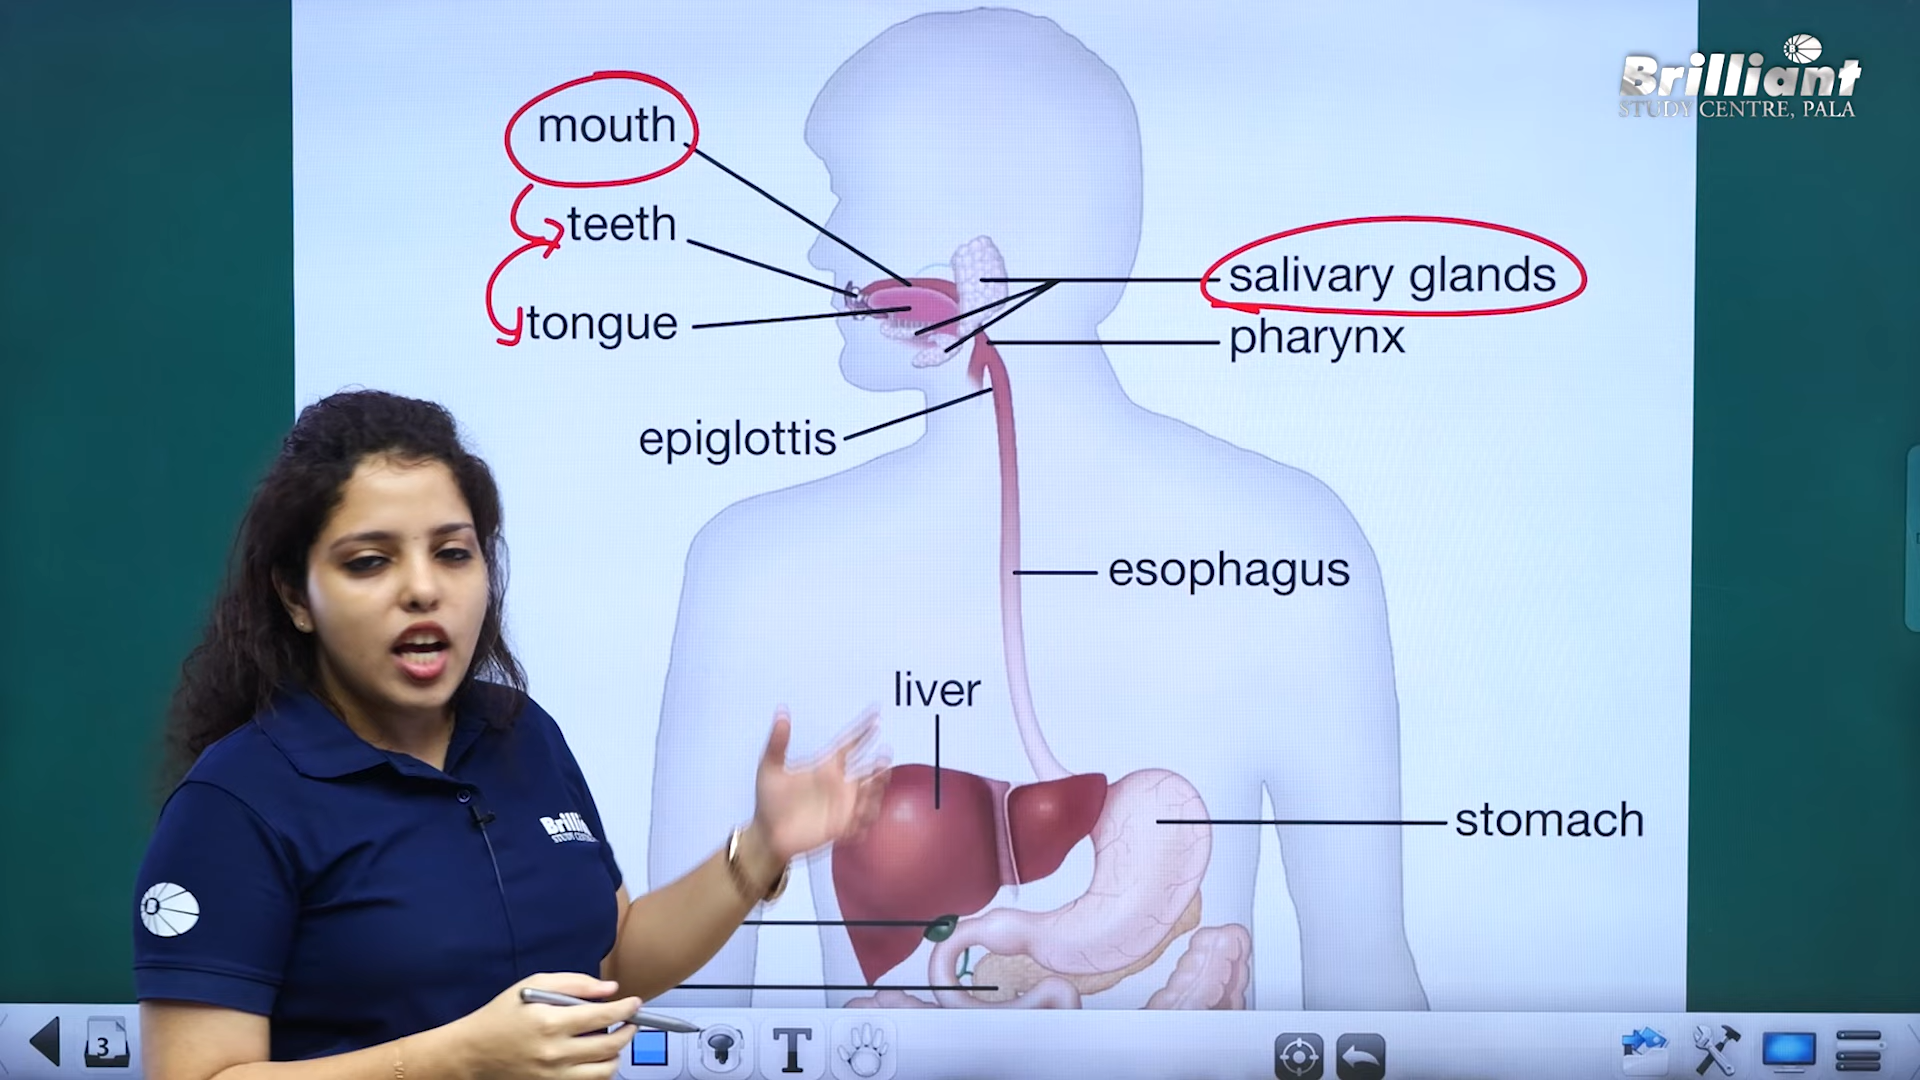 Brilliant
STUDY CENTRE, PALA
mouth
teeth
tongue
salivary glands
pharynx
epiglottis
esophagus
liver
stomach
3
T